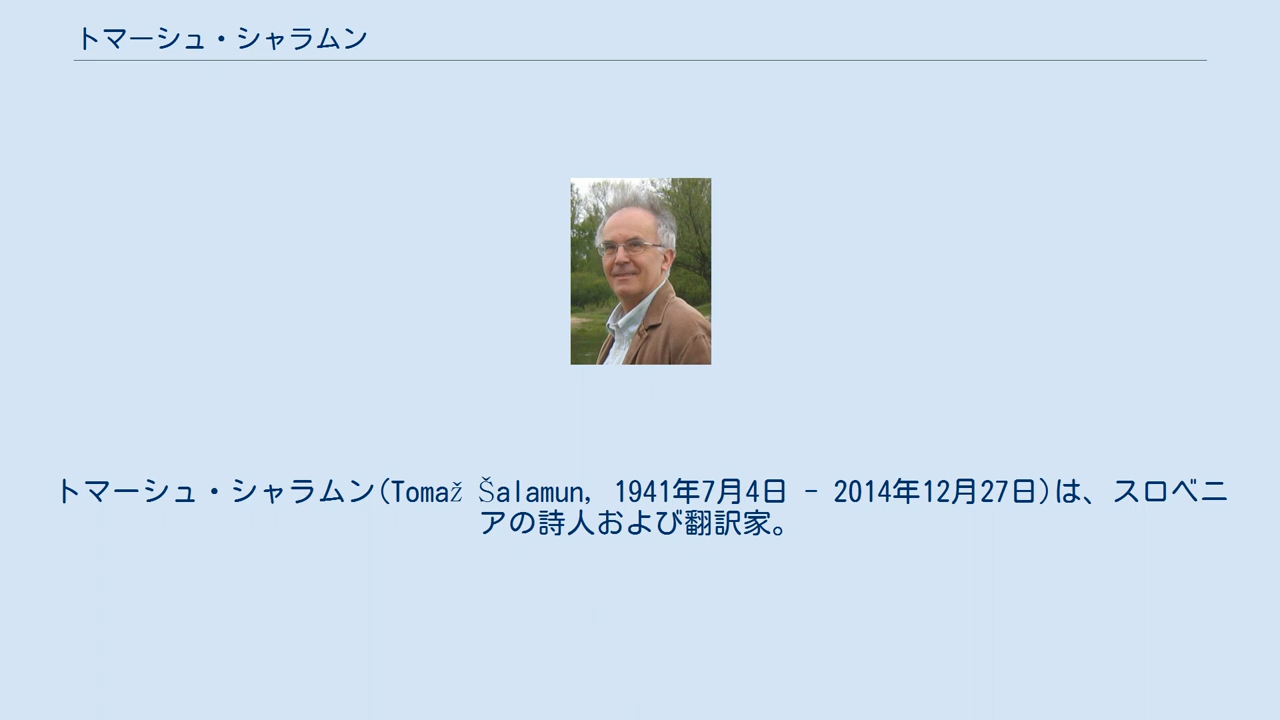 トマーシュ・シャラムン
トマーシュ・シャラムン(Tomaž Šalamun, 1941年7月4日 - 2014年12月27日)は、スロベニ
アの詩人および翻訳家。